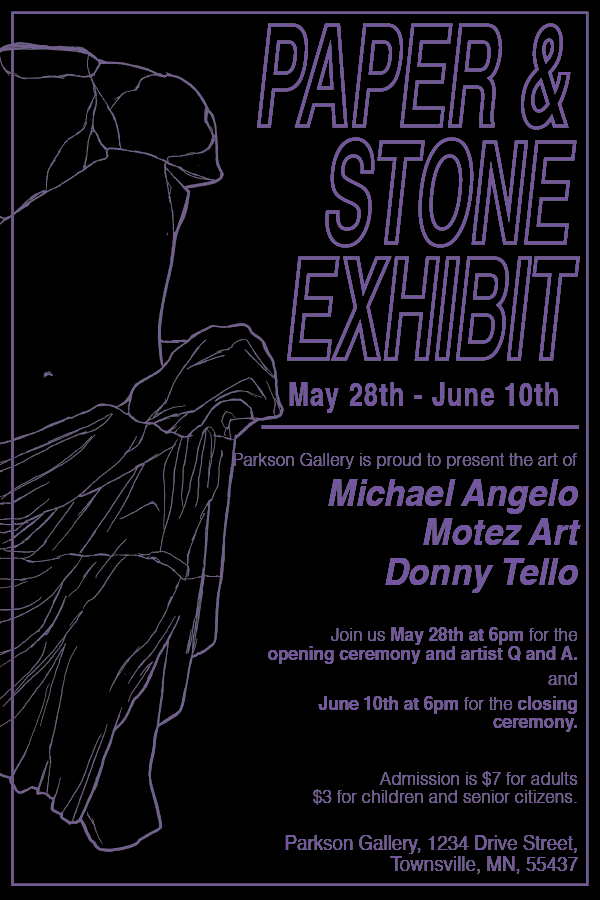 PAPER &
STONE
EXHIBIT
May 28th - June 10th
Parkson Gallery is proud to present the art of
Michael Angelo
Motez Art
Donny Tello
Join us May 28th at 6pm for the
opening ceremony and artist Q and A.
and
June 10th at 6pm for the closing
ceremony.
Admission is $7 for adults
$3 for children and senior citizens.
Parkson Gallery, 1234 Drive Street,
Townsville, MN, 55437